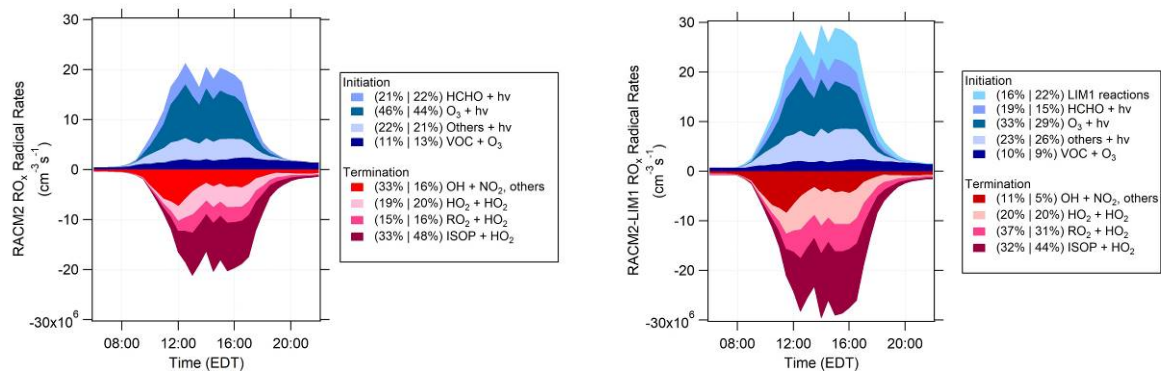 30
20
10
0
-10
-20
-30x10⁶
RACM2 ROx Radical Rates
(cm⁻³ s⁻¹)
08:00 12:00 16:00 20:00
Time (EDT)
Initiation
(21% | 22%) HCHO + hv
(46% | 44%) O₃ + hv
(22% | 21%) Others + hv
(11% | 13%) VOC + O₃
Termination
(33% | 16%) OH + NO₂, others
(19% | 20%) HO₂ + HO₂
(15% | 16%) RO₂ + HO₂
(33% | 48%) ISOP + HO₂
30
20
10
0
-10
-20
-30x10⁶
RACM2-LIM1 ROx Radical Rates
(cm⁻³ s⁻¹)
08:00 12:00 16:00 20:00
Time (EDT)
Initiation
(16% | 22%) LIM1 reactions
(19% | 15%) HCHO + hv
(33% | 29%) O₃ + hv
(23% | 26%) others + hv
(10% | 9%) VOC + O₃
Termination
(11% | 5%) OH + NO₂, others
(20% | 20%) HO₂ + HO₂
(37% | 31%) RO₂ + HO₂
(32% | 44%) ISOP + HO₂